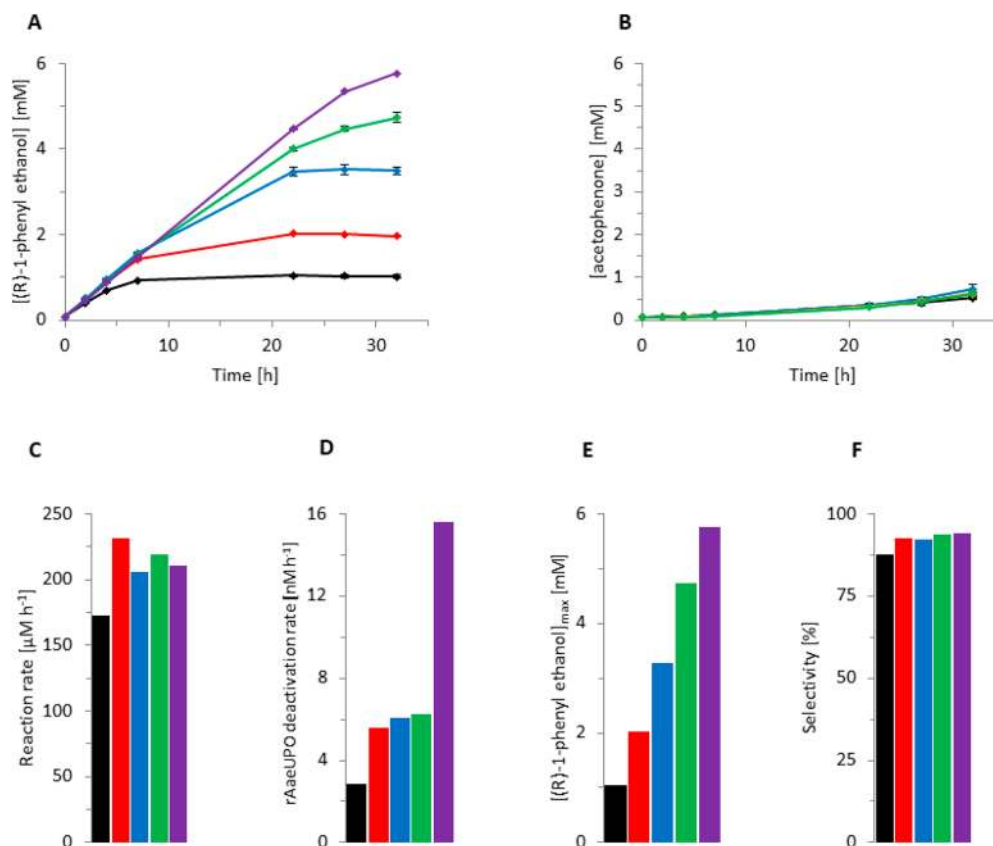 A
[(R)-1-phenyl ethanol] [mM]
6
4
2
0
0
10
20
30
Time [h]
B
[acetophenone] [mM]
6
5
4
3
2
1
0
0
10
20
30
Time [h]
C
Reaction rate [µM h-1]
250
200
150
100
50
0
D
rAaeUPO deactivation rate [nM h-1]
16
12
8
4
0
E
[(R)-1-phenyl ethanol]max [mM]
6
4
2
0
F
Selectivity [%]
100
75
50
25
0